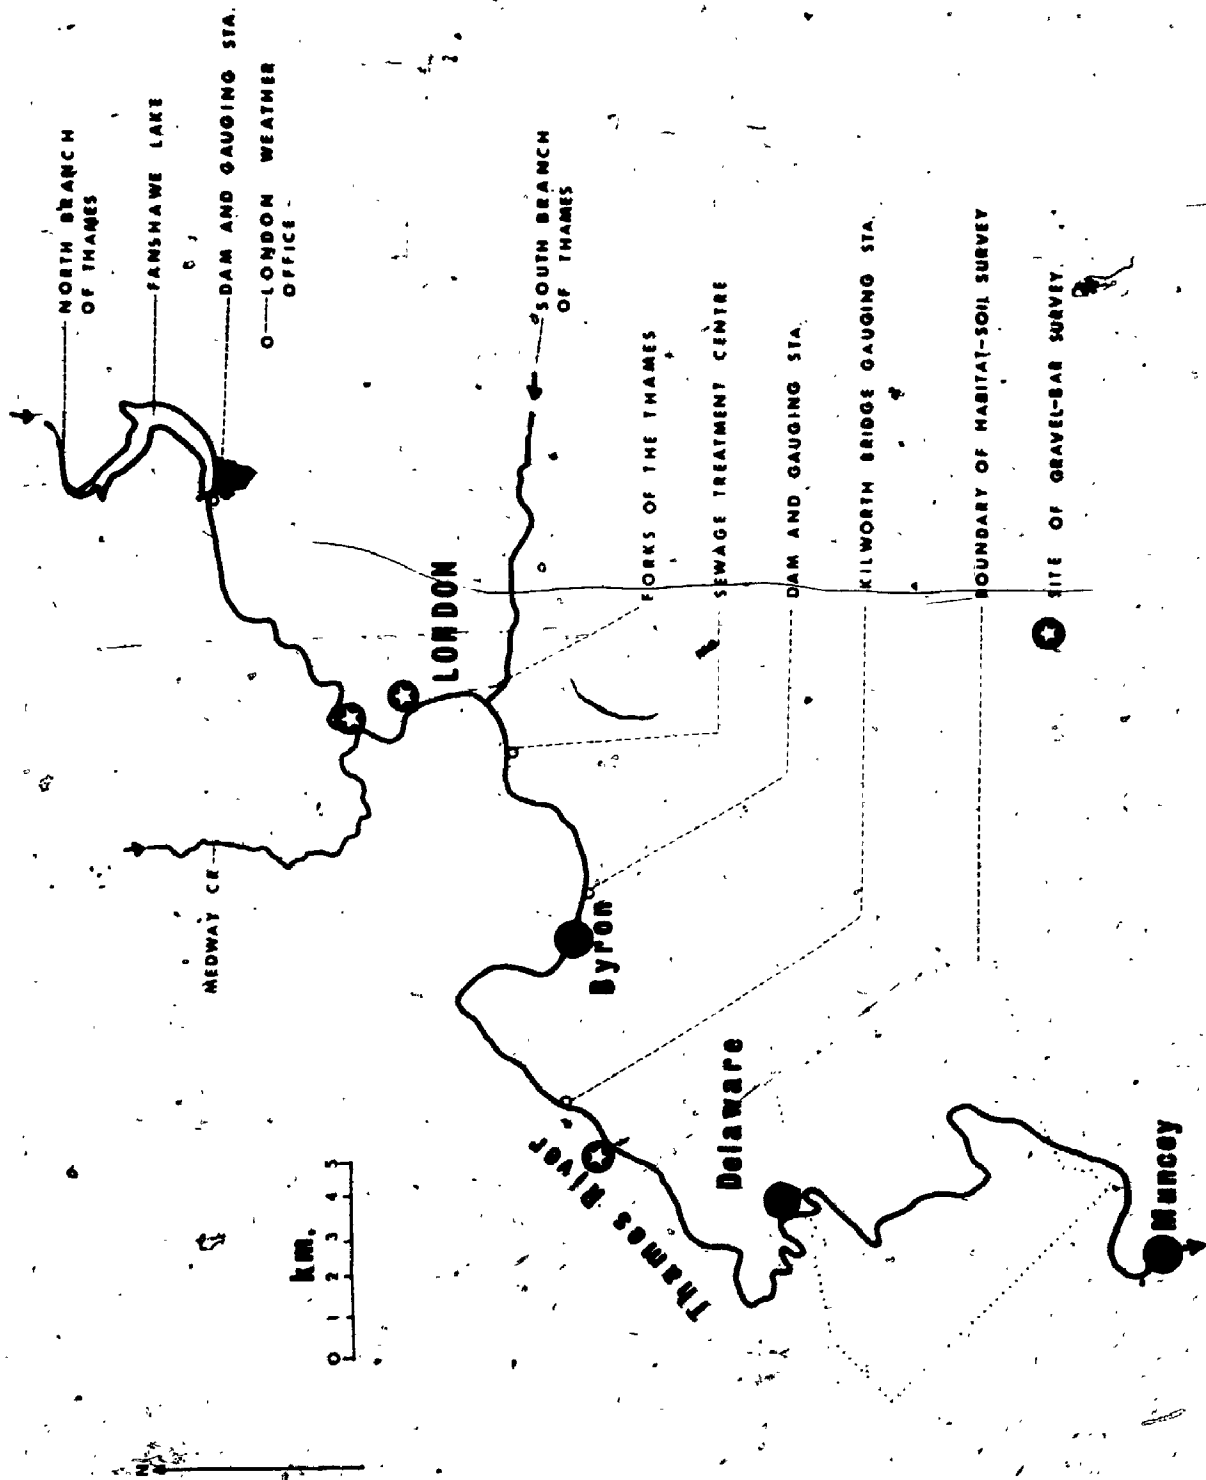 NORTH BRANCH
OF THAMES
FANSHAWE LAKE
DAM AND GAUGING STA.
LONDON WEATHER
OFFICE
SOUTH BRANCH
OF THAMES
MEDWAY CR
LONDON
FORKS OF THE THAMES
SEWAGE TREATMENT CENTRE
DAM AND GAUGING STA.
KILWORTH BRIDGE GAUGING STA.
BOUNDARY OF HABITAT-SOIL SURVEY
SITE OF GRAVEL-BAR SURVEY.
Byron
Thames River
Delaware
Muncey
km.
0 1 2 3 4 5
N